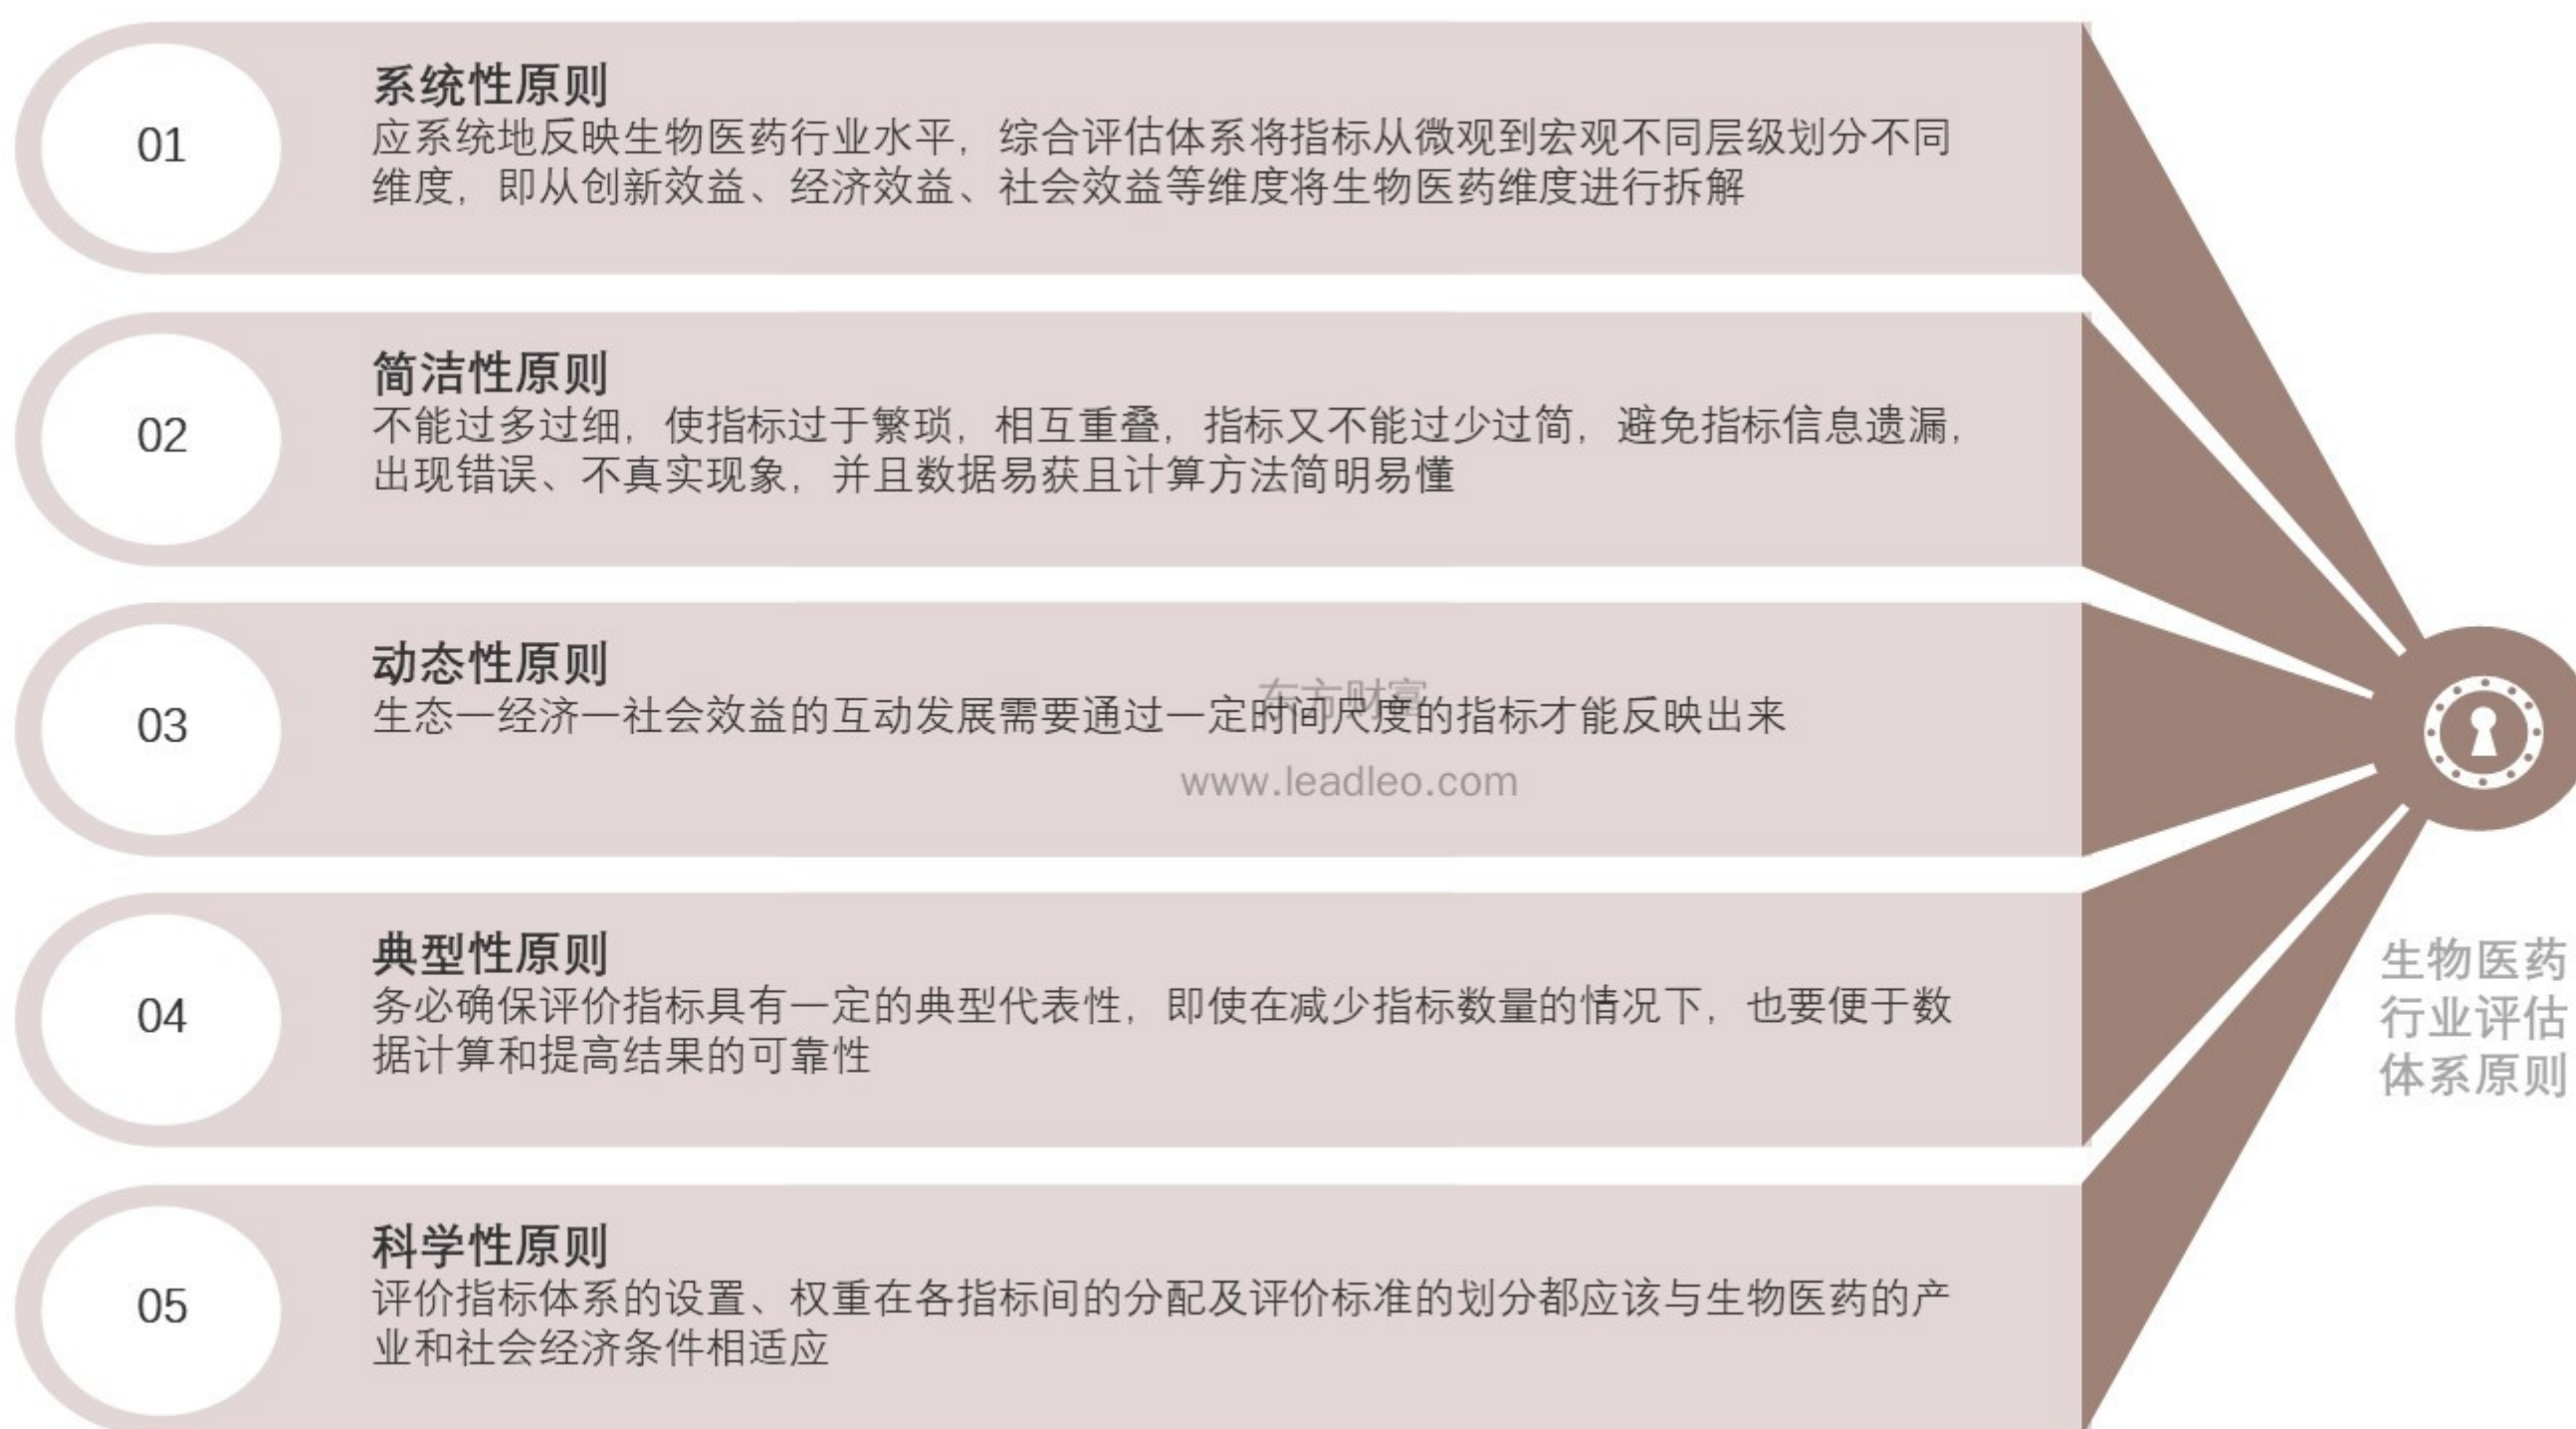 01
系统性原则
应系统地反映生物医药行业水平，综合评估体系将指标从微观到宏观不同层级划分不同
维度，即从创新效益、经济效益、社会效益等维度将生物医药维度进行拆解
02
简洁性原则
不能过多过细，使指标过于繁琐，相互重叠，指标又不能过少过简，避免指标信息遗漏，
出现错误、不真实现象，并且数据易获且计算方法简明易懂
03
动态性原则
生态—经济—社会效益的互动发展需要通过一定时间尺度的指标才能反映出来
东方财富
www.leadleo.com
04
典型性原则
务必确保评价指标具有一定的典型代表性，即使在减少指标数量的情况下，也要便于数
据计算和提高结果的可靠性
05
科学性原则
评价指标体系的设置、权重在各指标间的分配及评价标准的划分都应该与生物医药的产
业和社会经济条件相适应
生物医药
行业评估
体系原则